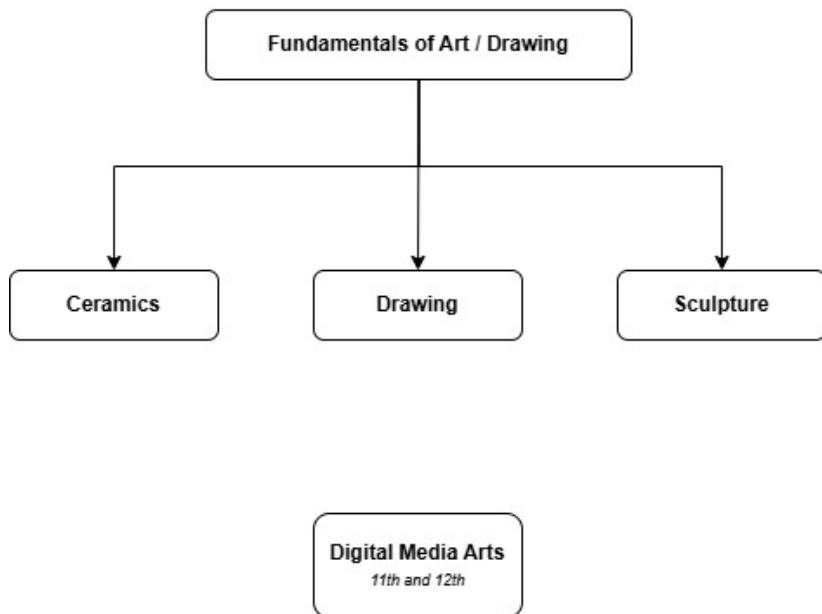 Fundamentals of Art / Drawing
Ceramics
Drawing
Sculpture
Digital Media Arts
11th and 12th